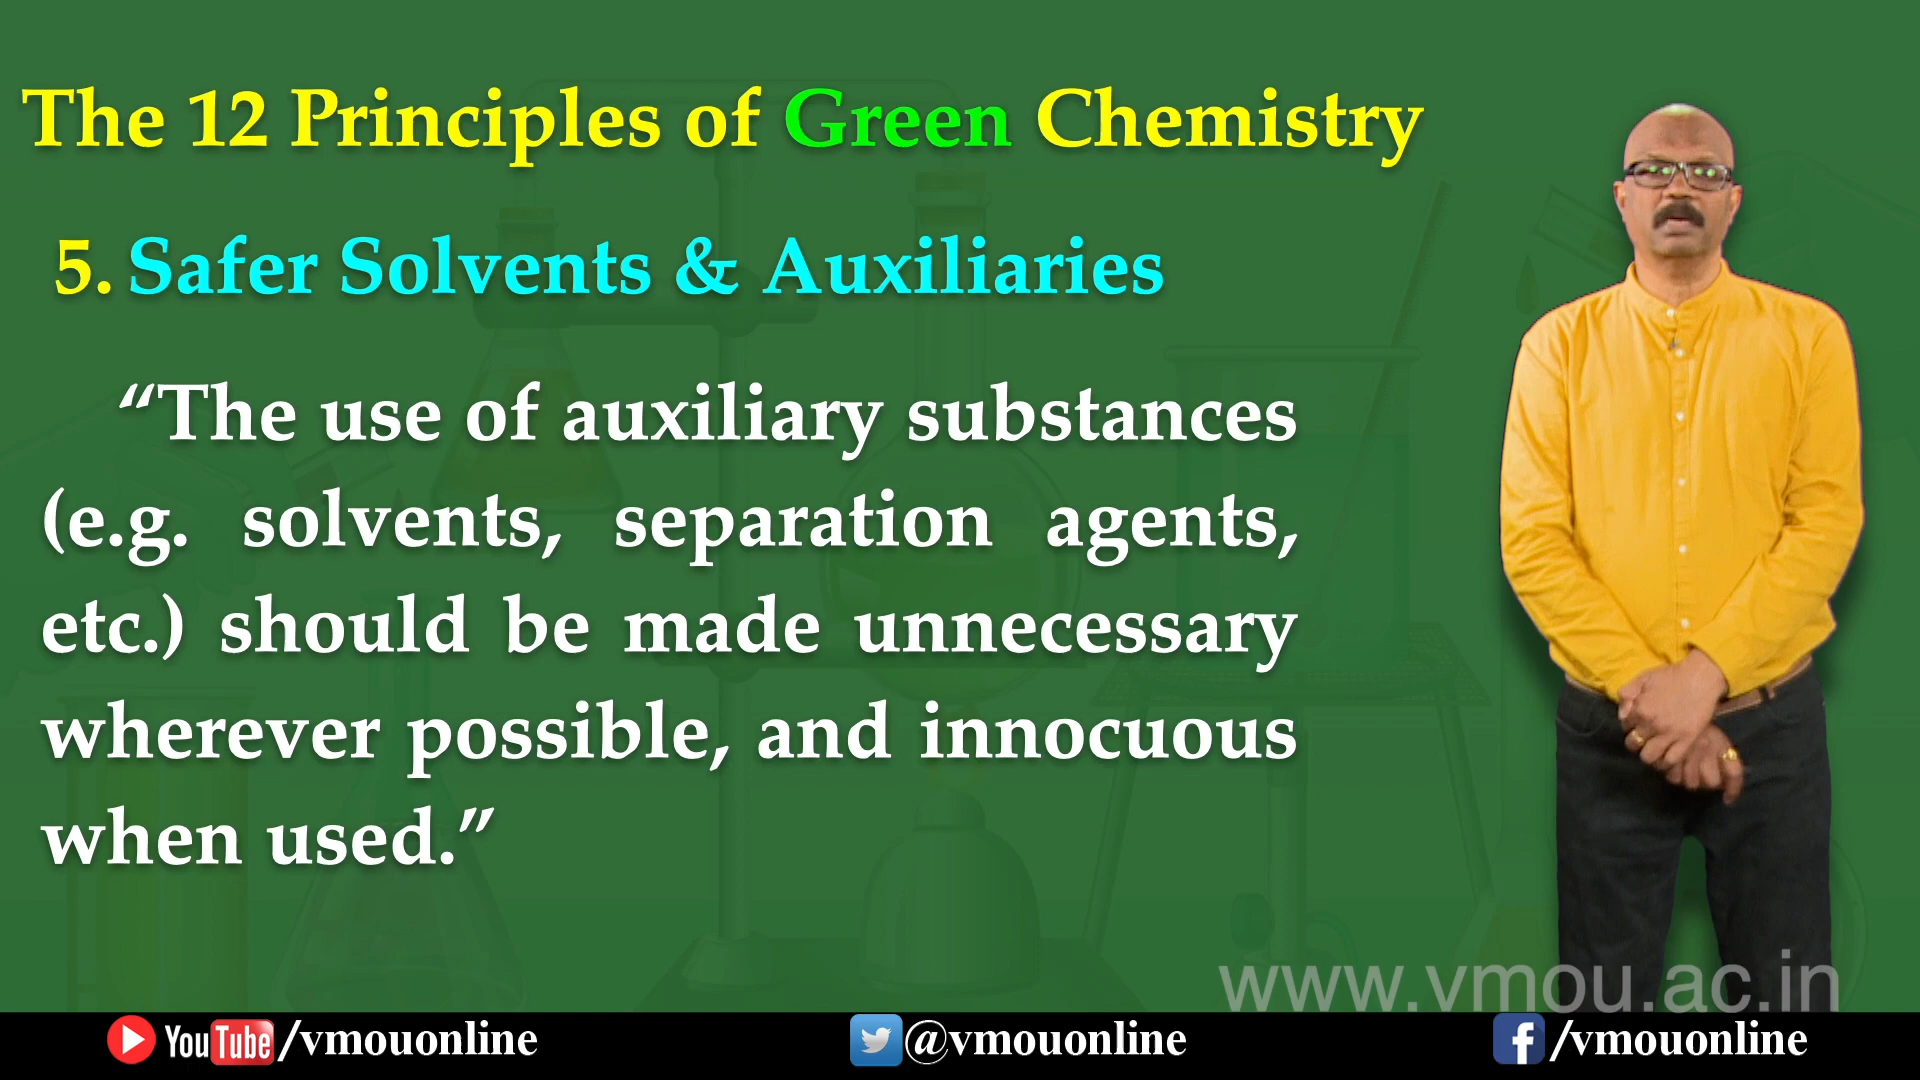 The 12 Principles of Green Chemistry
5. Safer Solvents & Auxiliaries
“The use of auxiliary substances
(e.g. solvents, separation agents,
etc.) should be made unnecessary
wherever possible, and innocuous
when used.”
www.vmou.ac.in
YouTube /vmouonline
@vmouonline
f /vmouonline